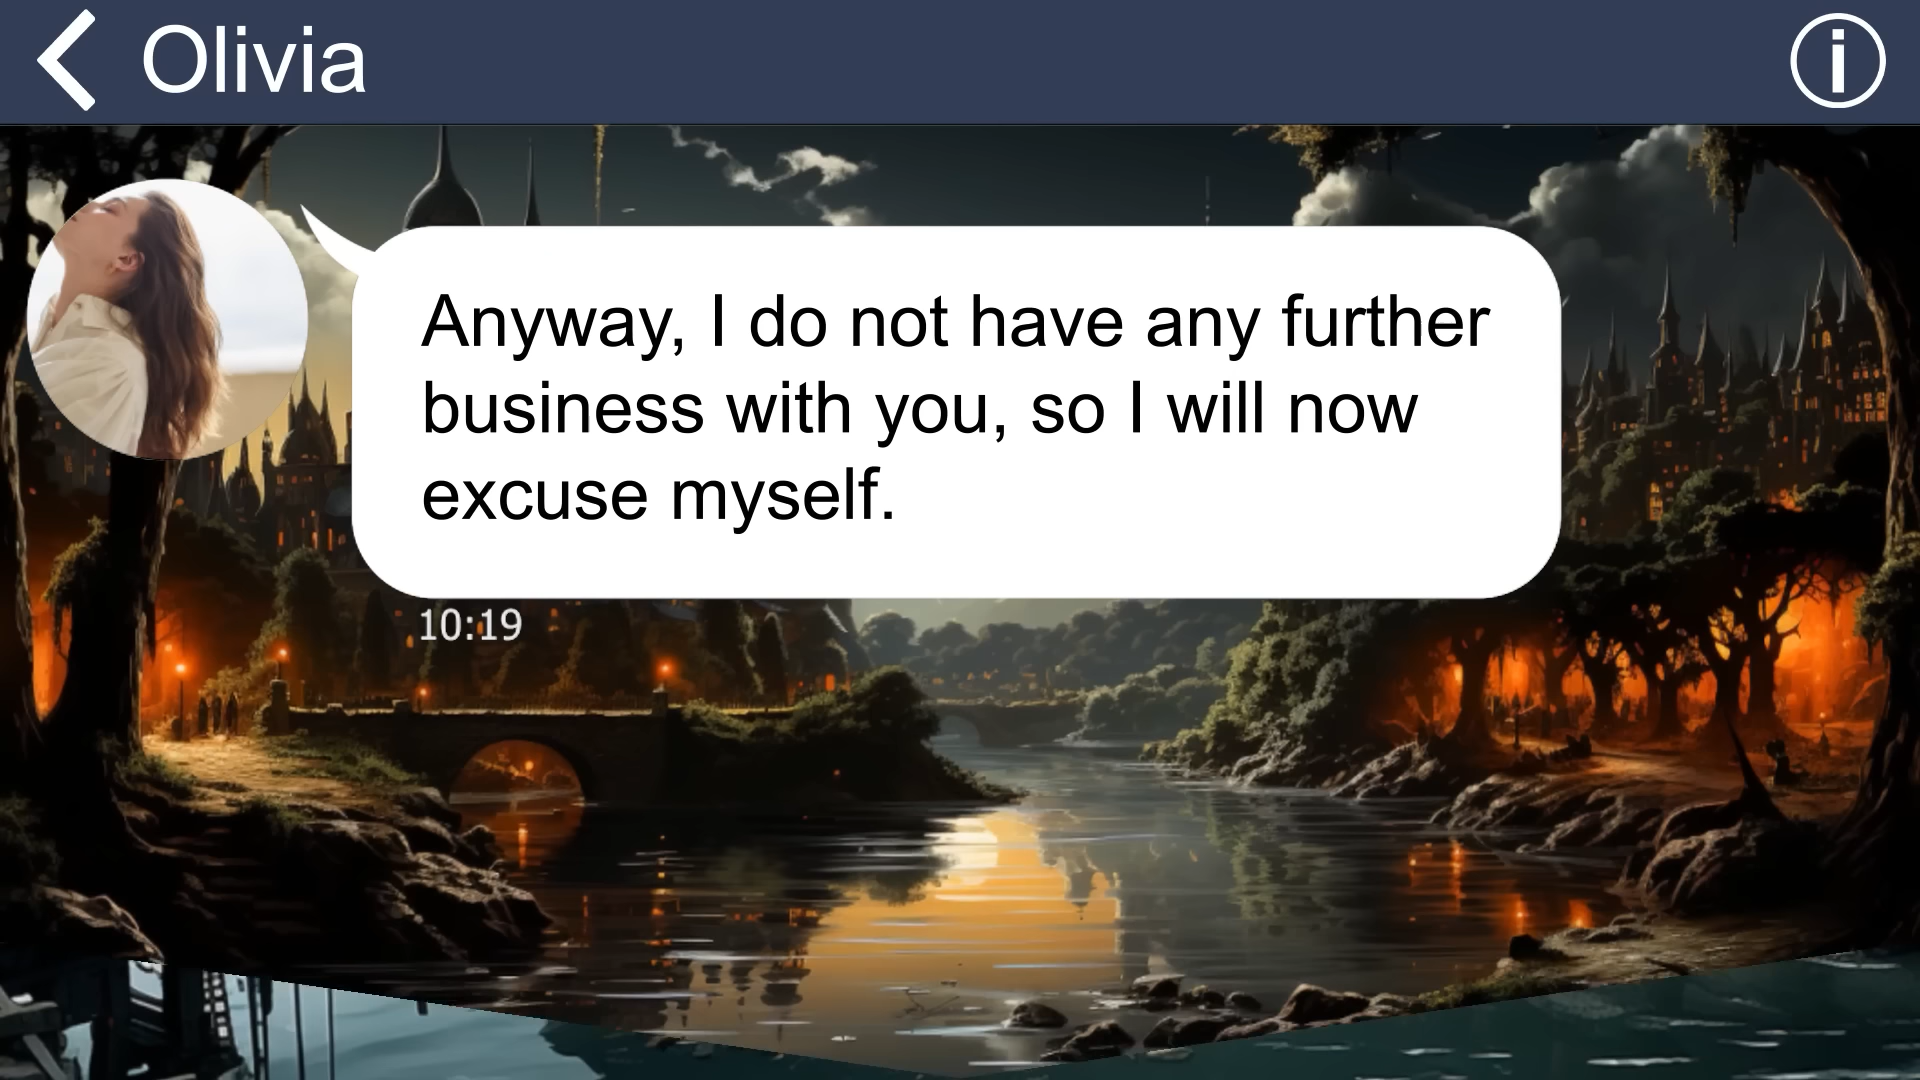 Olivia
Anyway, I do not have any further
business with you, so I will now
excuse myself.
10:19